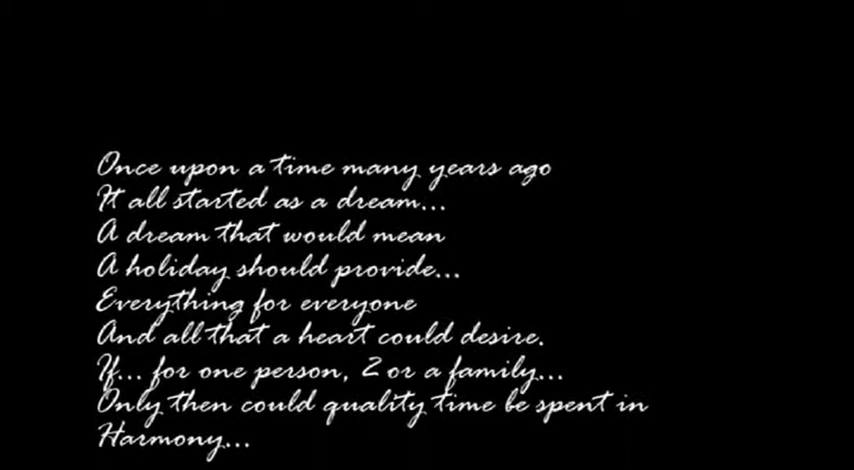 Once upon a time many years ago
It all started as a dream...
A dream that would mean
A holiday should provide...
Everything for everyone
And all that a heart could desire.
If... for one person, 2 or a family...
Only then could quality time be spent in
Harmony...